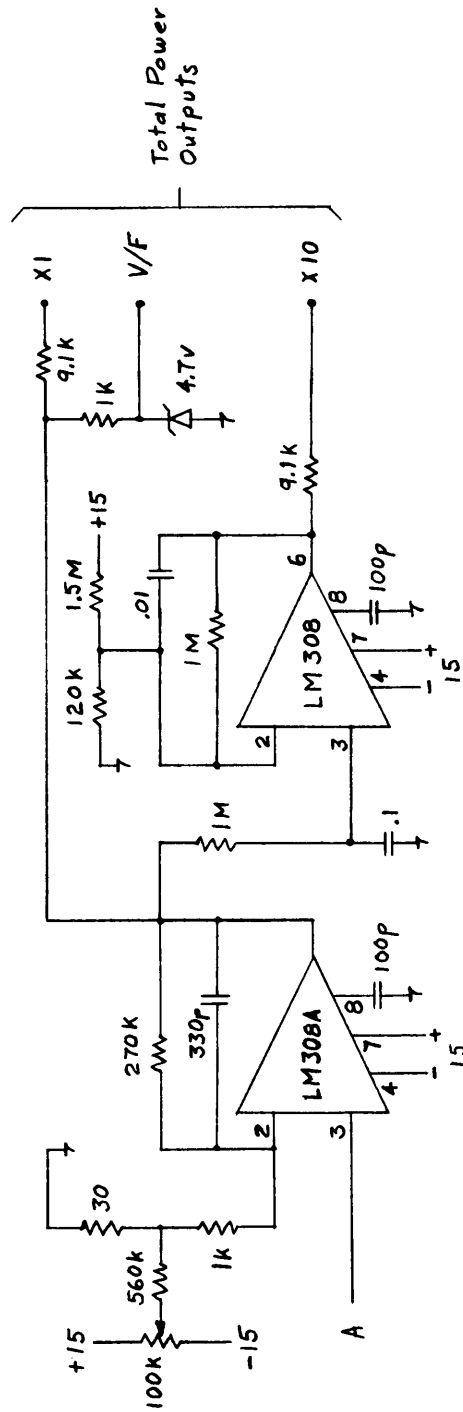 +15
100K
-15
560K
30
1K
A
270K
330p
2
3
LM308A
4
7
8
-
+
15
100p
1M
.1
120K
1.5M
+15
.01
1M
2
3
LM308
4
7
8
6
-
+
15
100p
9.1K
9.1K
1K
4.7V
X1
V/F
X10
Total Power
Outputs